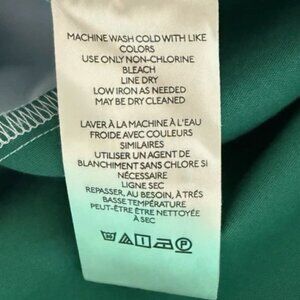 MACHINE WASH COLD WITH LIKE
COLORS
USE ONLY NON-CHLORINE
BLEACH
LINE DRY
LOW IRON AS NEEDED
MAY BE DRY CLEANED
LAVER À LA MACHINE À L'EAU
FROIDE AVEC COULEURS
SIMILAIRES
UTILISER UN AGENT DE
BLANCHIMENT SANS CHLORE SI
NÉCESSAIRE
LIGNE SEC
REPASSER, AU BESOIN, À TRÉS
BASSE TEMPÉRATURE
PEUT-ÊTRE ÊTRE NETTOYÉE
À SEC